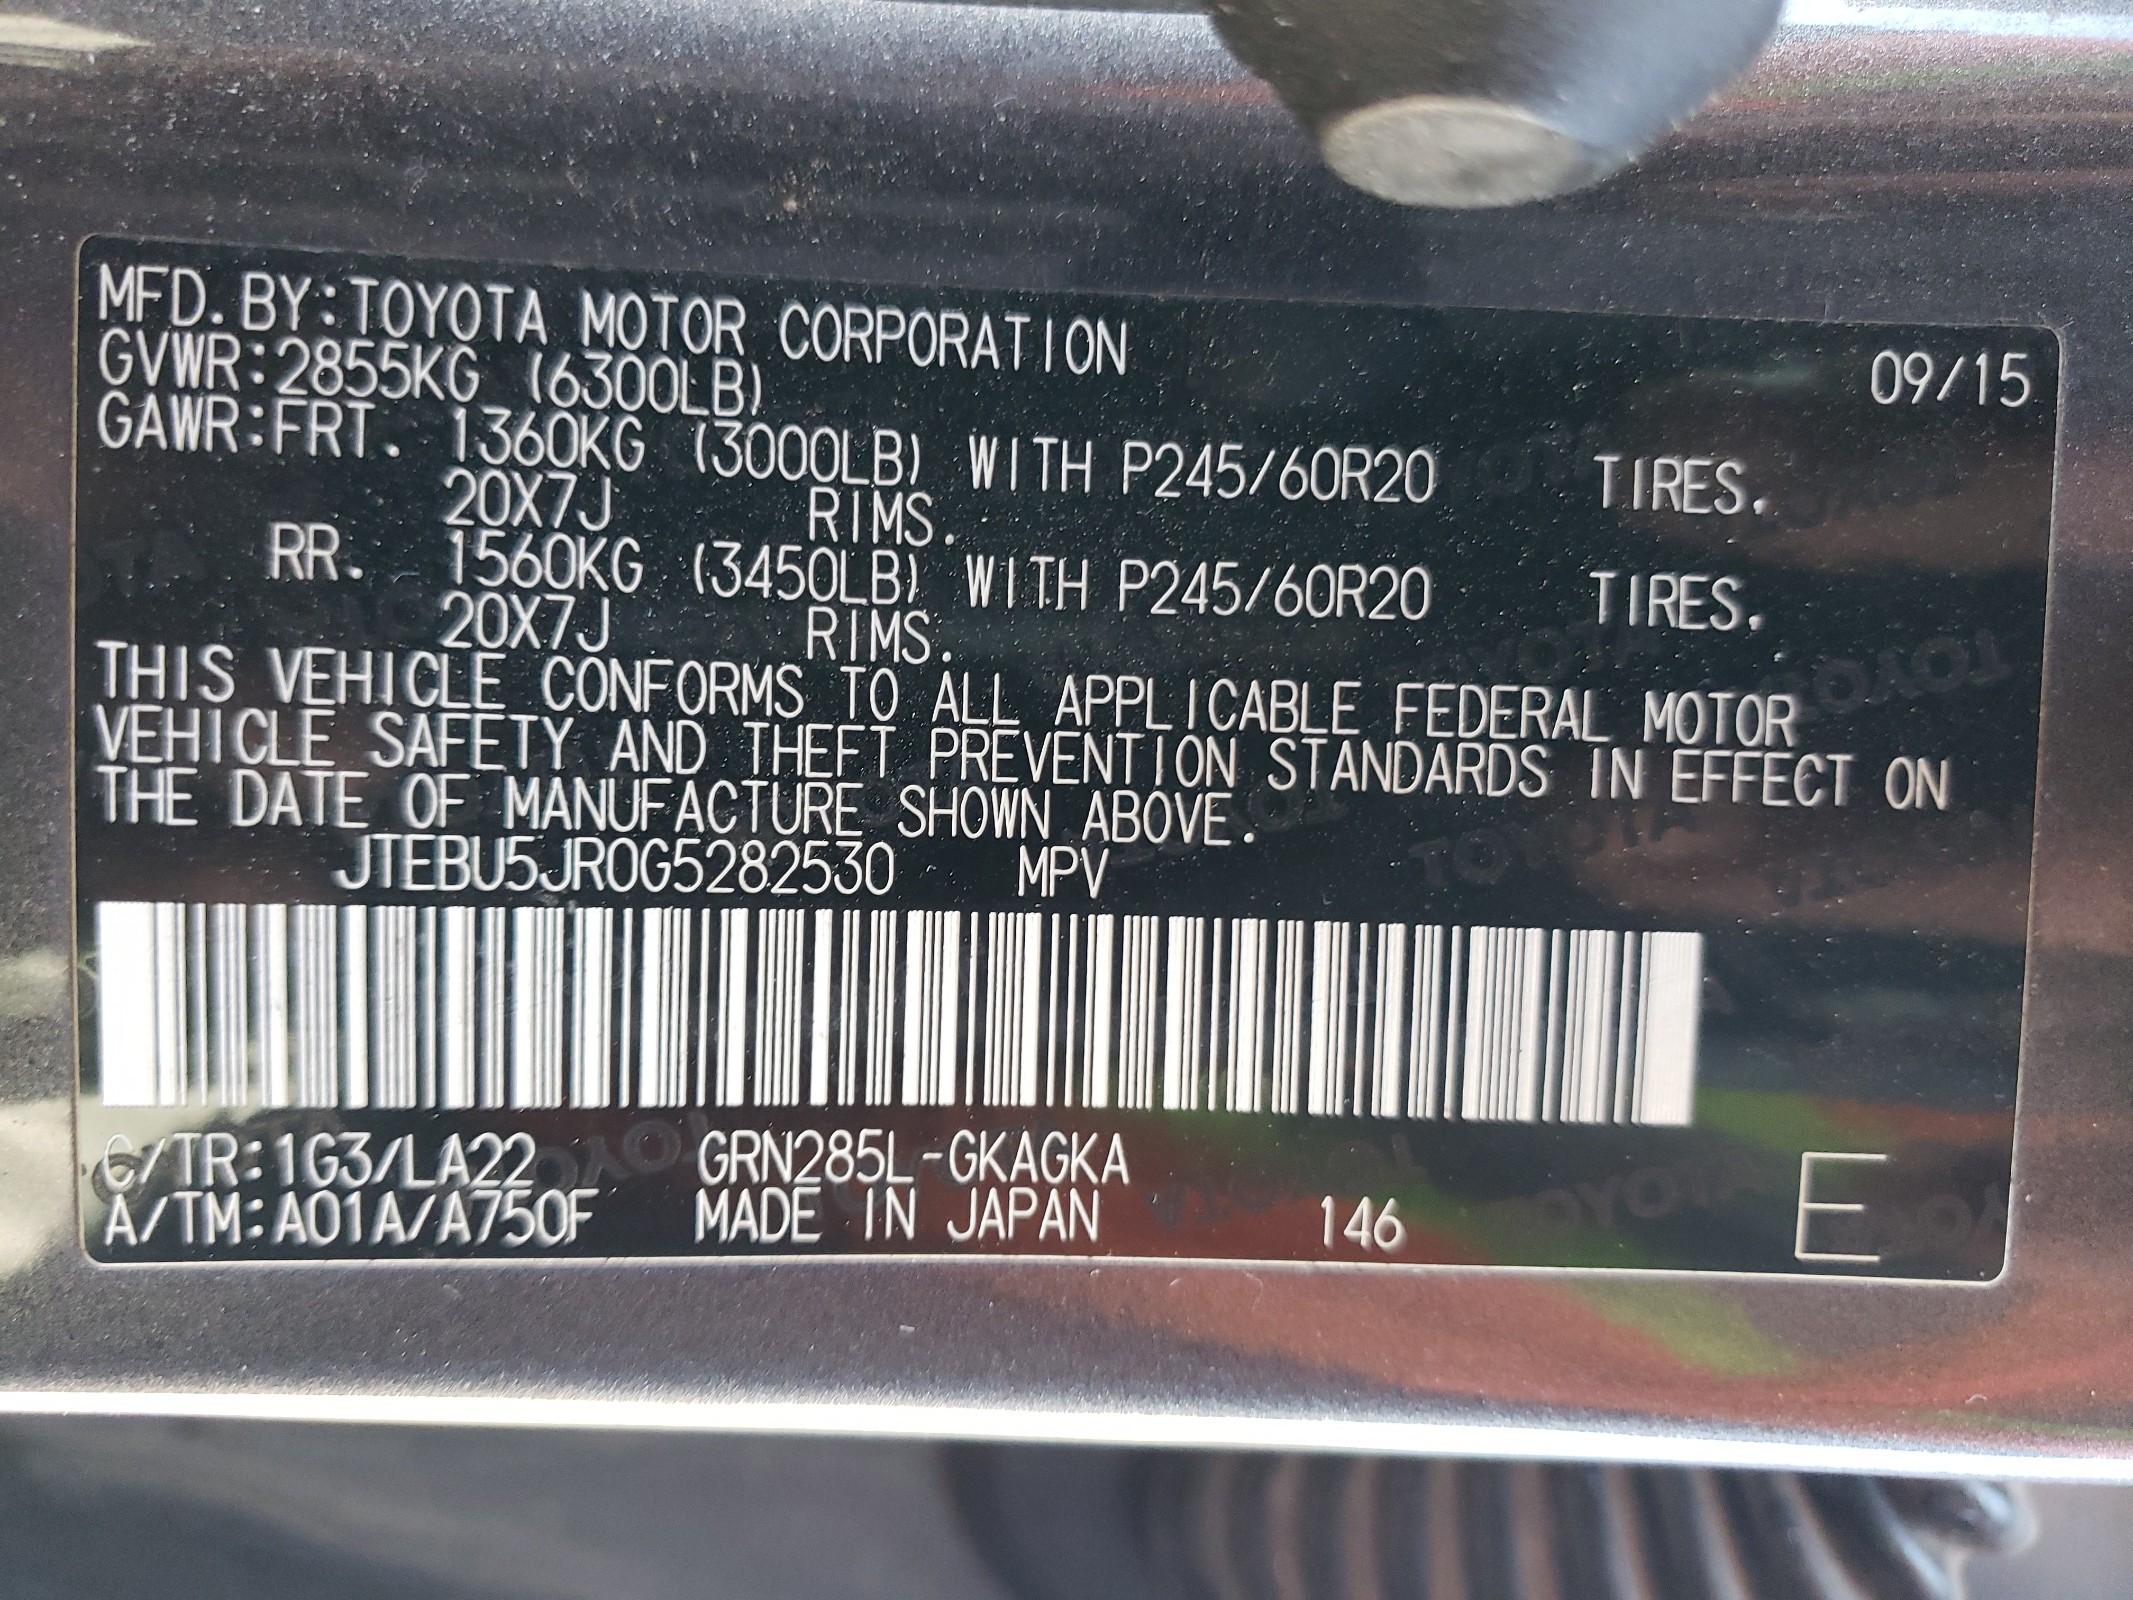 MFD.BY:TOYOTA MOTOR CORPORATION 09/15
GVWR:2855KG (6300LB)
GAWR:FRT. 1360KG (3000LB) WITH P245/60R20 TIRES.
20X7J RIMS.
RR. 1560KG (3450LB) WITH P245/60R20 TIRES.
20X7J RIMS.
THIS VEHICLE CONFORMS TO ALL APPLICABLE FEDERAL MOTOR
VEHICLE SAFETY AND THEFT PREVENTION STANDARDS IN EFFECT ON
THE DATE OF MANUFACTURE SHOWN ABOVE.
JTEBU5JR0G5282530 MPV
C/TR:1G3/LA22 GRN285L-GKAGKA
A/TM:A01A/A750F MADE IN JAPAN 146 E